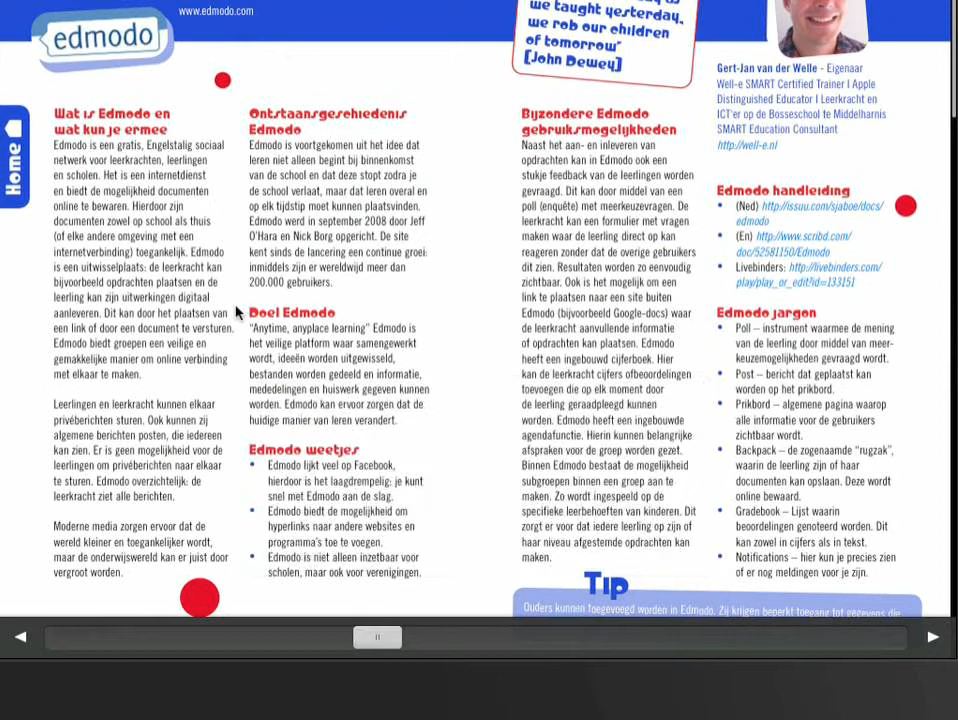 www.edmodo.com
edmodo
we taught yesterday,
we rob our children
of tomorrow"
[John Dewey]
Home
Wat is Edmodo en
wat kun je ermee
Edmodo is een gratis, Engelstalig sociaal
netwerk voor leerkrachten, leerlingen
en scholen. Het is een internetdienst
en biedt de mogelijkheid documenten
online te bewaren. Hierdoor zijn
documenten zowel op school als thuis
(of elke andere omgeving met een
internetverbinding) toegankelijk. Edmodo
is een uitwisselplaats: de leerkracht kan
bijvoorbeeld opdrachten plaatsen en de
leerling kan zijn uitwerkingen digitaal
aanleveren. Dit kan door het plaatsen van
een link of door een document te versturen.
Edmodo biedt groepen een veilige en
gemakkelijke manier om online verbinding
met elkaar te maken.
Leerlingen en leerkracht kunnen elkaar
privéberichten sturen. Ook kunnen zij
algemene berichten posten, die iedereen
kan zien. Er is geen mogelijkheid voor de
leerlingen om privéberichten naar elkaar
te sturen. Edmodo overzichtelijk: de
leerkracht ziet alle berichten.
Moderne media zorgen ervoor dat de
wereld kleiner en toegankelijker wordt,
maar de onderwijswereld kan er juist door
vergroot worden.
Ontstaansgeschiedenis
Edmodo
Edmodo is voortgekomen uit het idee dat
leren niet alleen begint bij binnenkomst
van de school en dat deze stopt zodra je
de school verlaat, maar dat leren overal en
op elk tijdstip moet kunnen plaatsvinden.
Edmodo werd in september 2008 door Jeff
O'Hara en Nick Borg opgericht. De site
kent sinds de lancering een continue groei:
inmiddels zijn er wereldwijd meer dan
200.000 gebruikers.
Doel Edmodo
"Anytime, anyplace learning" Edmodo is
het veilige platform waar samengewerkt
wordt, ideeën worden uitgewisseld,
bestanden worden gedeeld en informatie,
mededelingen en huiswerk gegeven kunnen
worden. Edmodo kan ervoor zorgen dat de
huidige manier van leren verandert.
Edmodo weetjes
• Edmodo lijkt veel op Facebook,
hierdoor is het laagdrempelig: je kunt
snel met Edmodo aan de slag.
• Edmodo biedt de mogelijkheid om
hyperlinks naar andere websites en
programma's toe te voegen.
• Edmodo is niet alleen inzetbaar voor
scholen, maar ook voor verenigingen.
Bijzondere Edmodo
gebruiksmogelijkheden
Naast het aan- en inleveren van
opdrachten kan in Edmodo ook een
stukje feedback van de leerlingen worden
gevraagd. Dit kan door middel van een
poll (enquête) met meerkeuzevragen. De
leerkracht kan een formulier met vragen
maken waar de leerling direct op kan
reageren zonder dat de overige gebruikers
dit zien. Resultaten worden zo eenvoudig
zichtbaar. Ook is het mogelijk om een
link te plaatsen naar een site buiten
Edmodo (bijvoorbeeld Google-docs) waar
de leerkracht aanvullende informatie
of opdrachten kan plaatsen. Edmodo
heeft een ingebouwd cijferboek. Hier
kan de leerkracht cijfers ofbeoordelingen
toevoegen die op elk moment door
de leerling geraadpleegd kunnen
worden. Edmodo heeft een ingebouwde
agendafunctie. Hierin kunnen belangrijke
afspraken voor de groep worden gezet.
Binnen Edmodo bestaat de mogelijkheid
subgroepen binnen een groep aan te
maken. Zo wordt ingespeeld op de
specifieke leerbehoeften van kinderen. Dit
zorgt er voor dat iedere leerling op zijn of
haar niveau afgestemde opdrachten kan
maken.
Gert-Jan van der Welle - Eigenaar
Well-e SMART Certified Trainer I Apple
Distinguished Educator I Leerkracht en
ICT'er op de Bosseschool te Middelharnis
SMART Education Consultant
http://well-e.nl
Edmodo handleiding
• (Ned) http://issuu.com/sjaboe/docs/
edmodo
• (En) http://www.scribd.com/
doc/52581150/Edmodo
• Livebinders: http://livebinders.com/
play/play_or_edit?id=133151
Edmodo jargon
• Poll – instrument waarmee de mening
van de leerling door middel van meer-
keuzemogelijkheden gevraagd wordt.
• Post – bericht dat geplaatst kan
worden op het prikbord.
• Prikbord – algemene pagina waarop
alle informatie voor de gebruikers
zichtbaar wordt.
• Backpack – de zogenaamde "rugzak",
waarin de leerling zijn of haar
documenten kan opslaan. Deze wordt
online bewaard.
• Gradebook – Lijst waarin
beoordelingen genoteerd worden. Dit
kan zowel in cijfers als in tekst.
• Notifications – hier kun je precies zien
of er nog meldingen voor je zijn.
Tip
Ouders kunnen toegevoegd worden in Edmodo. Zij krijgen beperkt toegang tot gegevens die